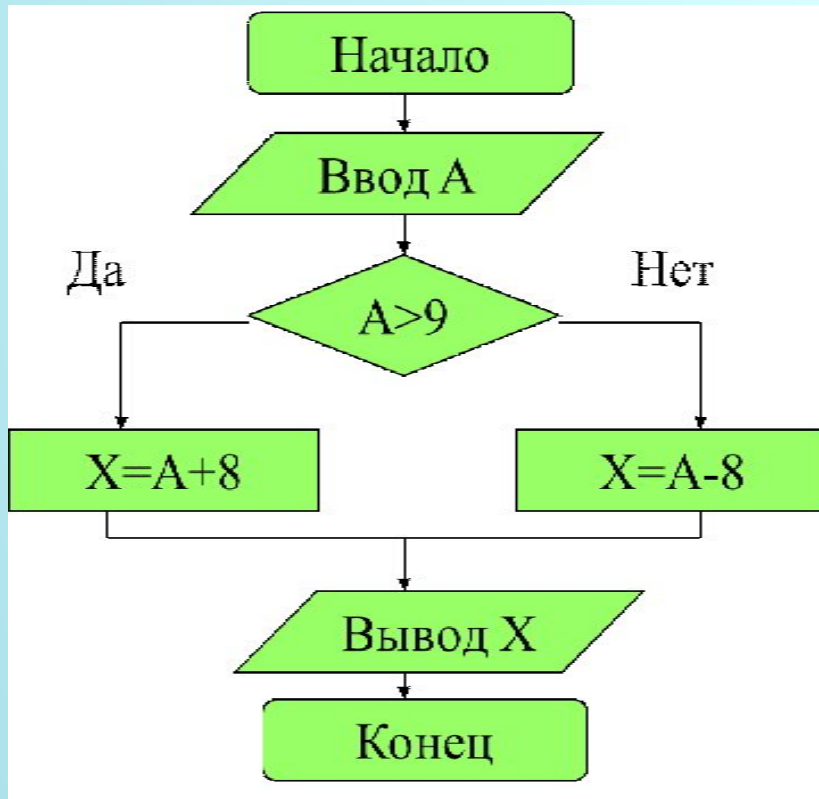 Начало
Ввод А
Да
Нет
А>9
Х=А+8
Х=А-8
Вывод Х
Конец